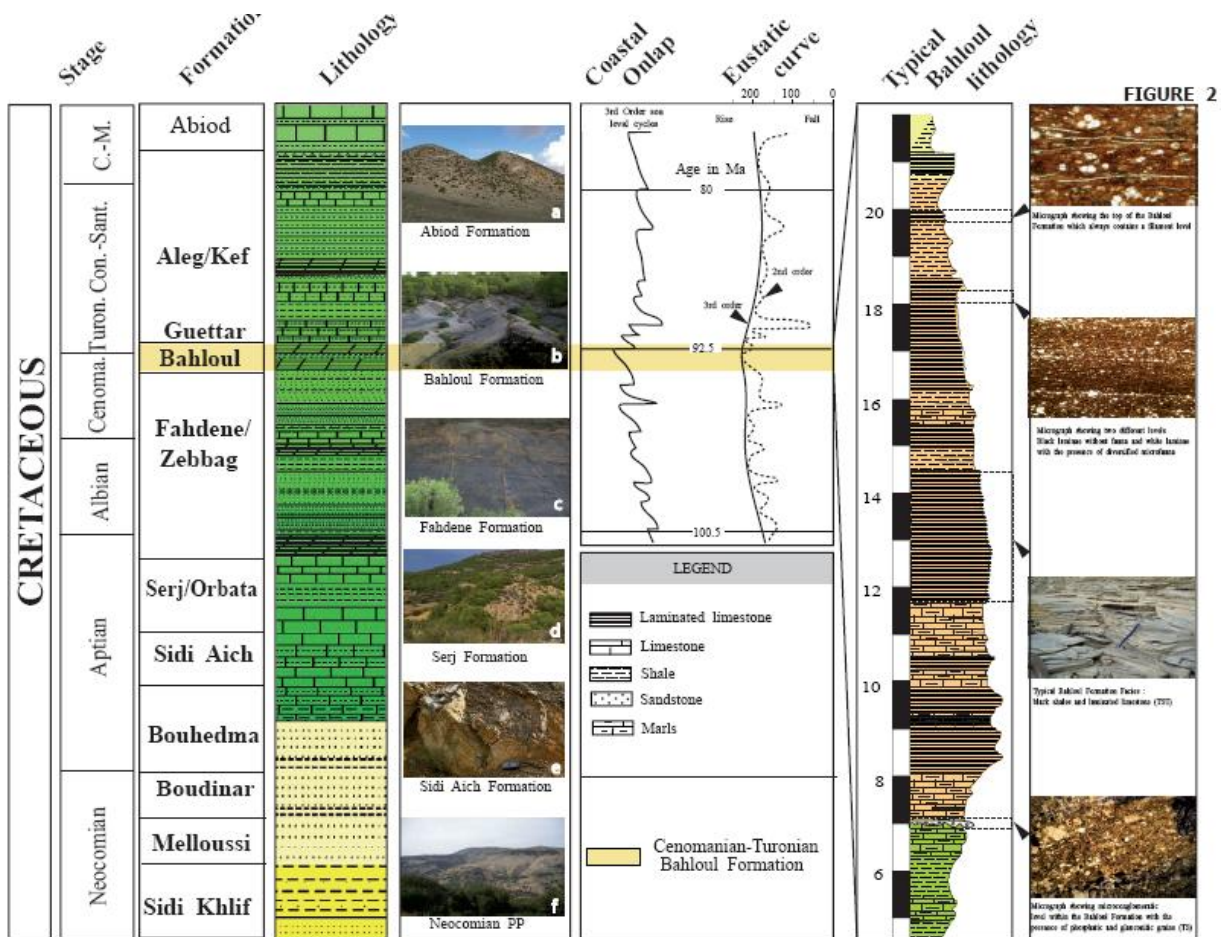 Stage
Formation
Lithology
Coastal
Onlap
Eustatic
curve
Typical
Bahloul
lithology
FIGURE 2
CRETACEOUS
C.-M.
Con.-Sant.
Turon.
Cenoma.
Albian
Aptian
Neocomian
Abiod
Aleg/Kef
Guettar
Bahloul
Fahdene/
Zebbag
Serj/Orbata
Sidi Aich
Bouhedma
Boudinar
Melloussi
Sidi Khlif
a
Abiod Formation
b
Bahloul Formation
c
Fahdene Formation
d
Serj Formation
e
Sidi Aich Formation
f
Neocomian PP
200 100 0
3rd Order sea
level cycles
Rise
Fall
Age in Ma
80
2nd order
3rd order
92.5
100.5
LEGEND
Laminated limestone
Limestone
Shale
Sandstone
Marls
Cenomanian-Turonian
Bahloul Formation
20
18
16
14
12
10
8
6
Micrograph showing the top of the Bahloul
Formation which always contains a filament level
Micrograph showing two different levels:
Black laminae without fauna and white laminae
with the presence of diversified microfauna
Typical Bahloul Formation Facies :
black shales and laminated limestone
Micrograph showing microconglomeratic
level within the Bahloul Formation with the
presence of phosphatic and glauconitic grains